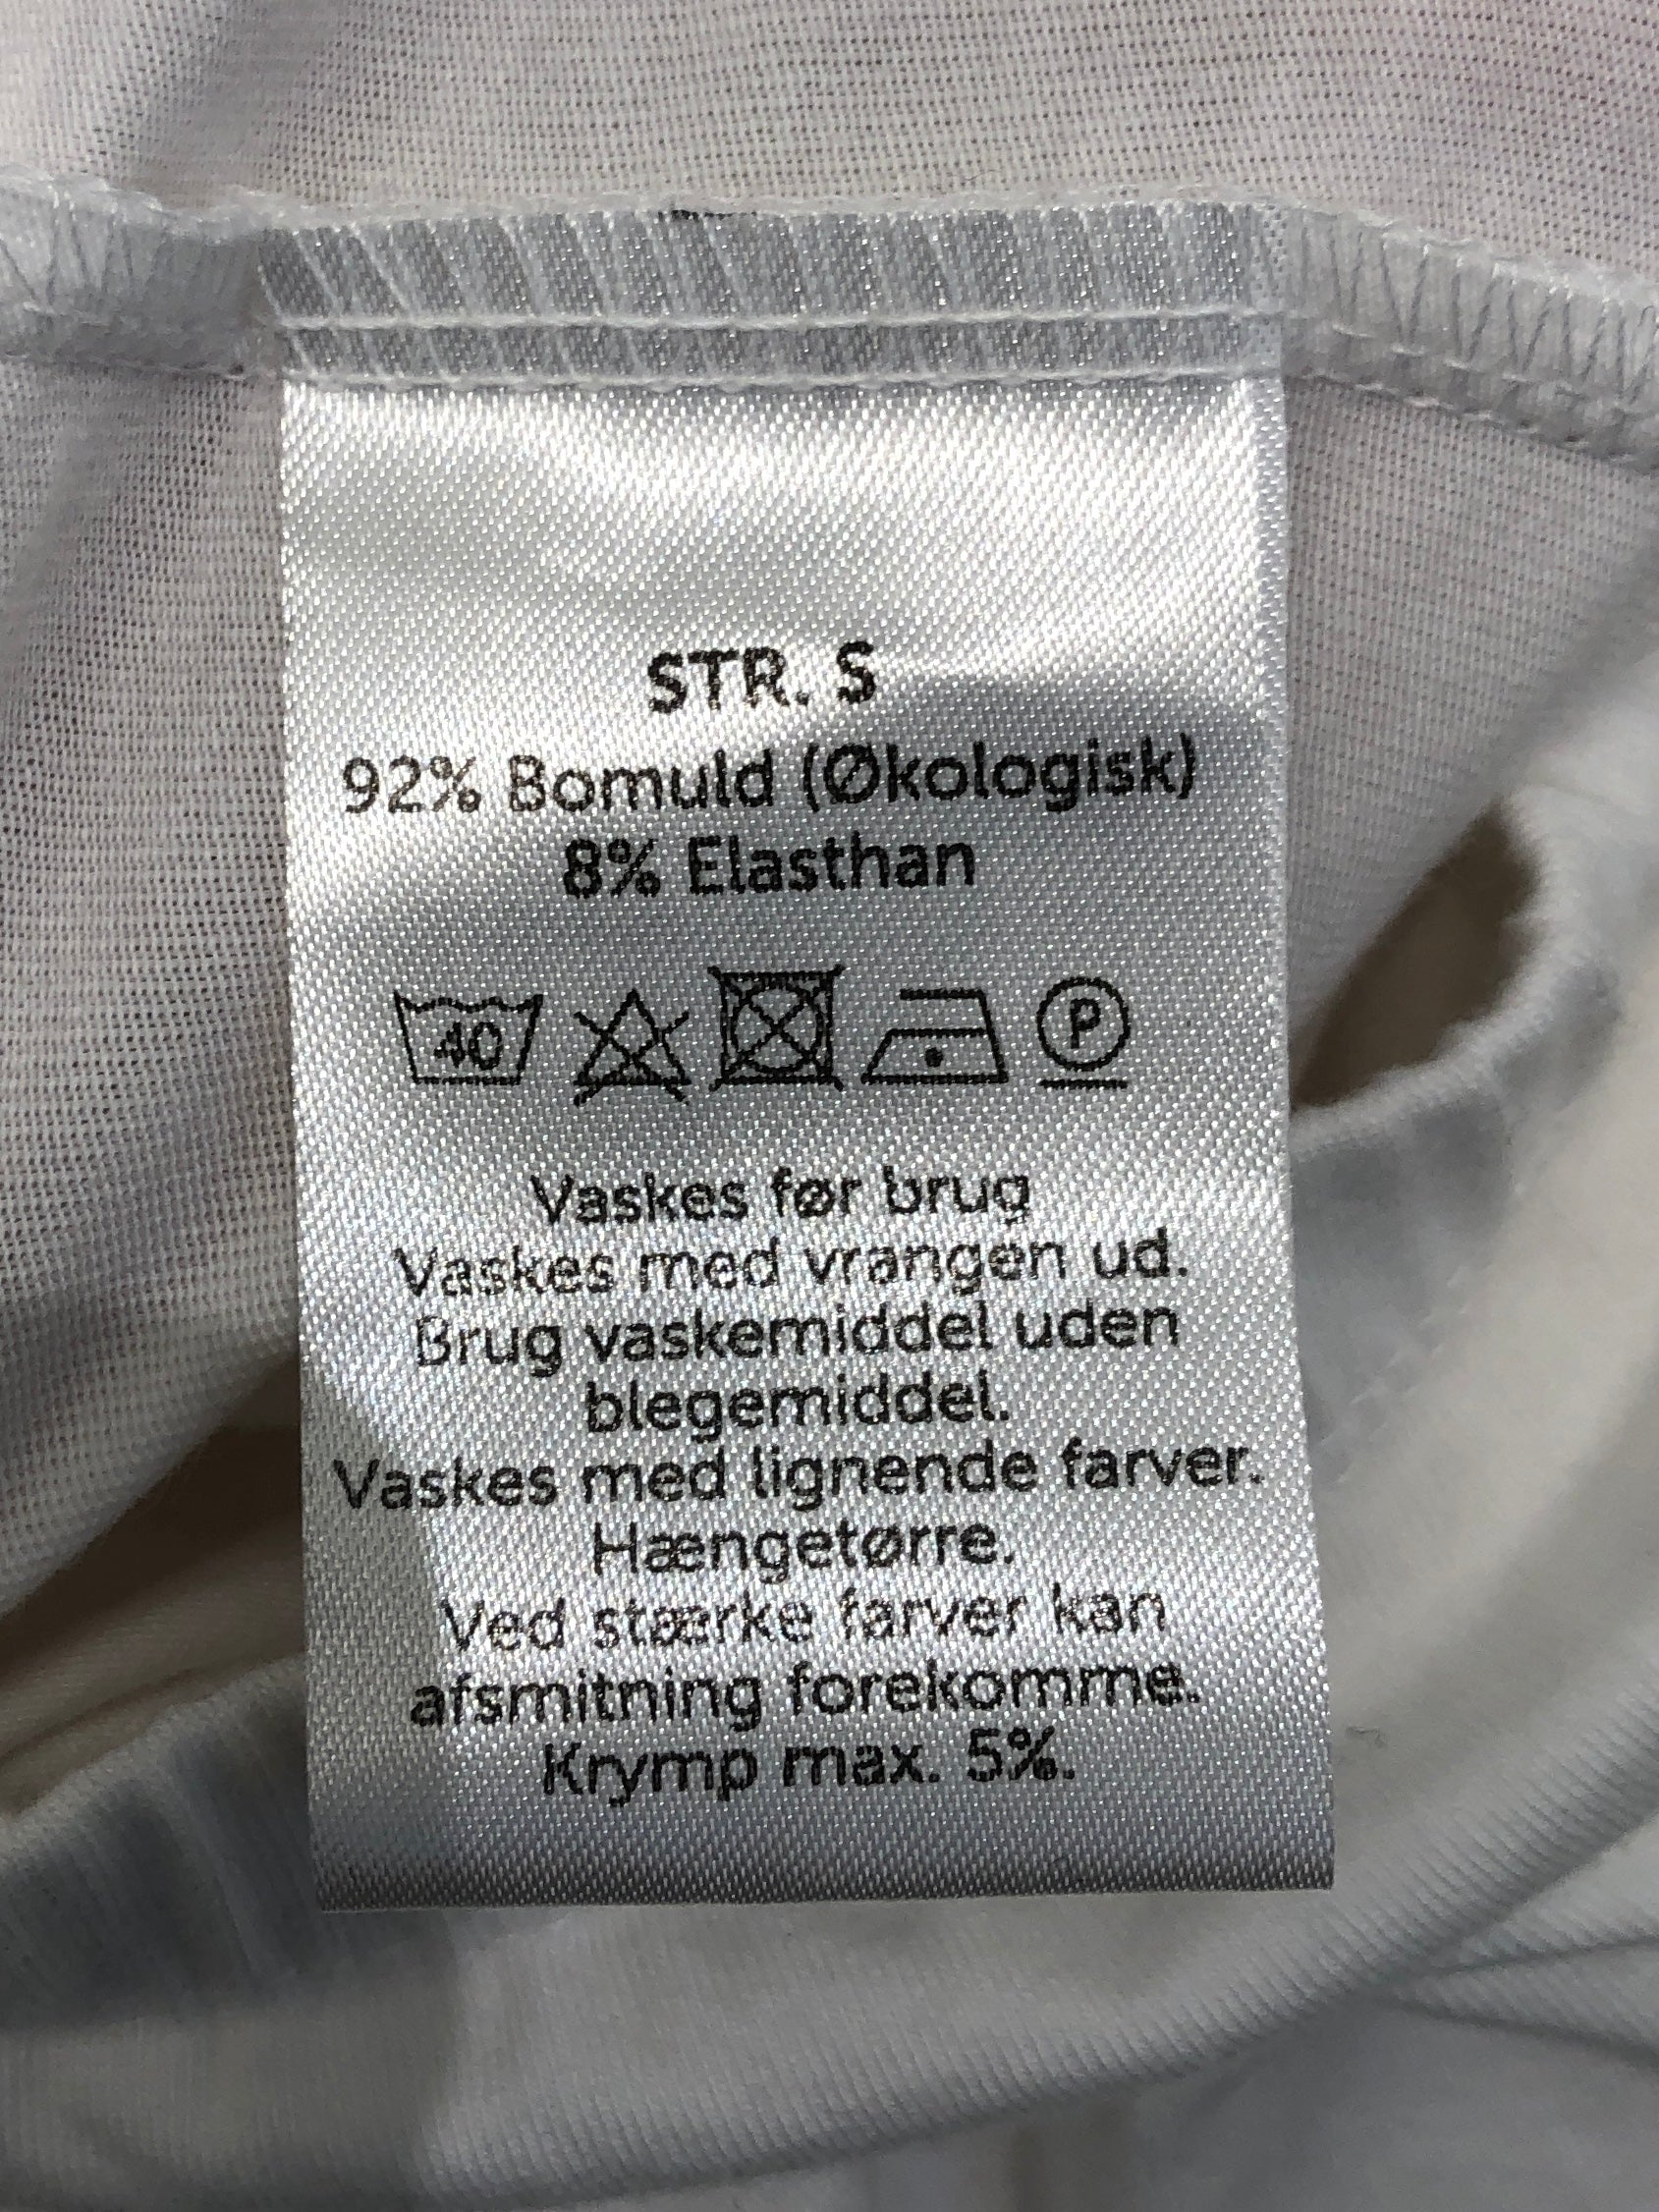 STR. S
92% Bomuld (Økologisk)
8% Elasthan
40 P
Vaskes før brug
Vaskes med vrangen ud.
Brug vaskemiddel uden
blegemiddel.
Vaskes med lignende farver.
Hængetørre.
Ved stærke farver kan
afsmitning forekomme.
Krymp max. 5%.